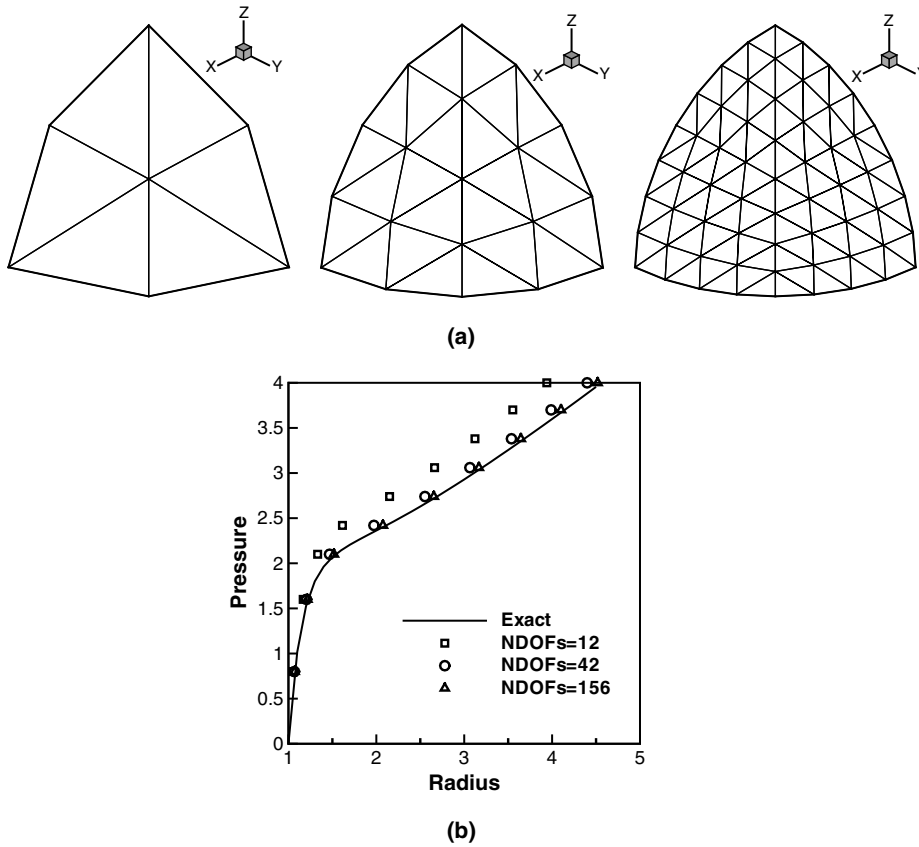 Z
X
Y
Z
X
Y
Z
X
Y
(a)
4
3.5
3
2.5
2
1.5
1
0.5
0
Pressure
Exact
NDOFs=12
NDOFs=42
NDOFs=156
1
2
3
4
5
Radius
(b)